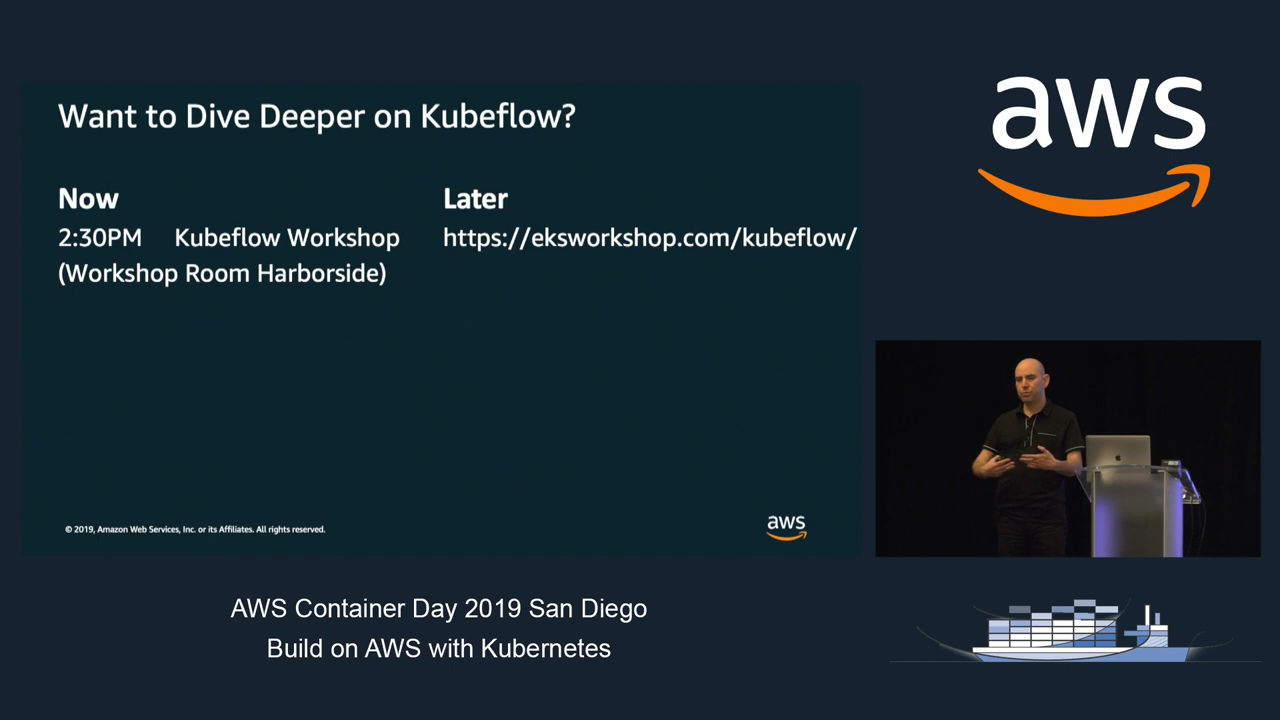 Want to Dive Deeper on Kubeflow?
Now
2:30PM Kubeflow Workshop
(Workshop Room Harborside)
Later
https://eksworkshop.com/kubeflow/
© 2019, Amazon Web Services, Inc. or its Affiliates. All rights reserved.
aws
aws
AWS Container Day 2019 San Diego
Build on AWS with Kubernetes